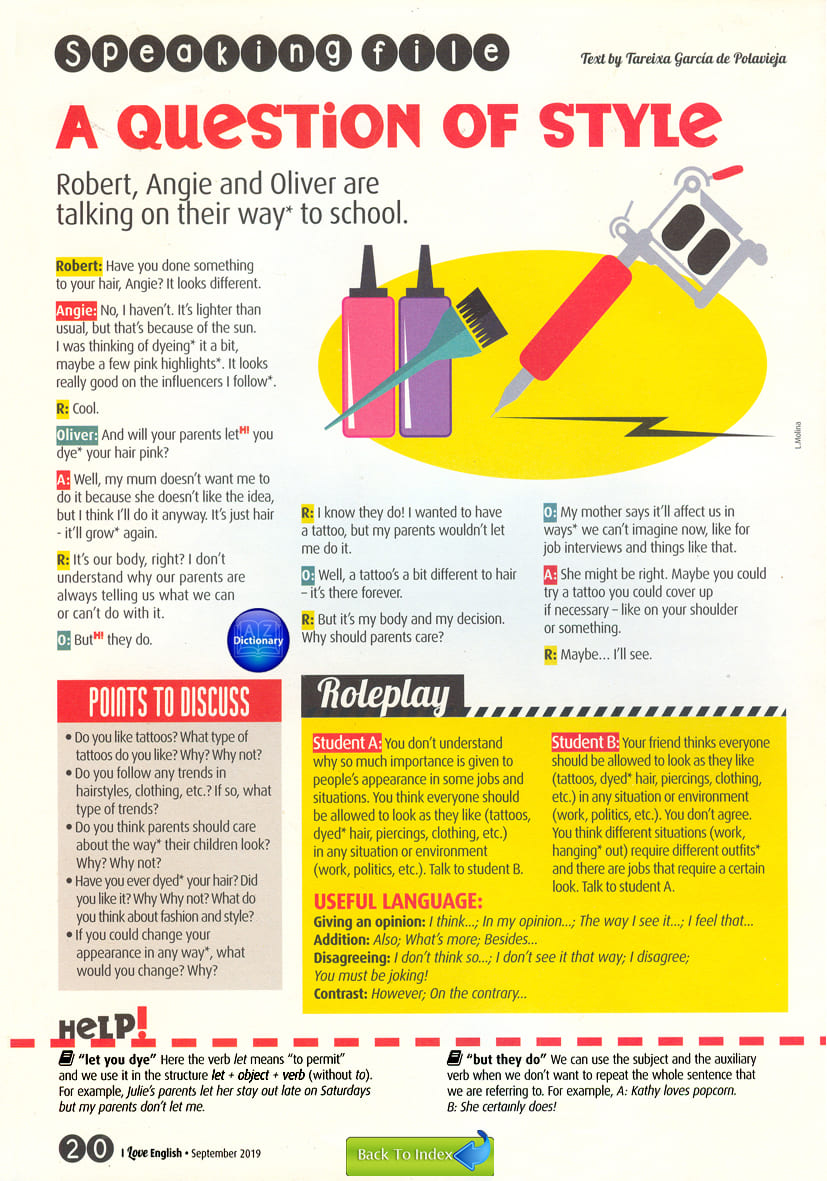 Speaking file
Text by Tareixa García de Polavieja
A QUESTION OF STYLE
Robert, Angie and Oliver are
talking on their way* to school.
Robert: Have you done something
to your hair, Angie? It looks different.
Angie: No, I haven't. It's lighter than
usual, but that's because of the sun.
I was thinking of dyeing* it a bit,
maybe a few pink highlights*. It looks
really good on the influencers I follow*.
R: Cool.
Oliver: And will your parents letH! you
dye* your hair pink?
A: Well, my mum doesn't want me to
do it because she doesn't like the idea,
but I think I'll do it anyway. It's just hair
- it'll grow* again.
R: It's our body, right? I don't
understand why our parents are
always telling us what we can
or can't do with it.
O: ButH! they do.
AZ
Dictionary
L.Molina
R: I know they do! I wanted to have
a tattoo, but my parents wouldn't let
me do it.
O: Well, a tattoo's a bit different to hair
– it's there forever.
R: But it's my body and my decision.
Why should parents care?
O: My mother says it'll affect us in
ways* we can't imagine now, like for
job interviews and things like that.
A: She might be right. Maybe you could
try a tattoo you could cover up
if necessary – like on your shoulder
or something.
R: Maybe... I'll see.
POINTS TO DISCUSS
• Do you like tattoos? What type of
tattoos do you like? Why? Why not?
• Do you follow any trends in
hairstyles, clothing, etc.? If so, what
type of trends?
• Do you think parents should care
about the way* their children look?
Why? Why not?
• Have you ever dyed* your hair? Did
you like it? Why Why not? What do
you think about fashion and style?
• If you could change your
appearance in any way*, what
would you change? Why?
Roleplay
Student A: You don't understand
why so much importance is given to
people's appearance in some jobs and
situations. You think everyone should
be allowed to look as they like (tattoos,
dyed* hair, piercings, clothing, etc.)
in any situation or environment
(work, politics, etc.). Talk to student B.
Student B: Your friend thinks everyone
should be allowed to look as they like
(tattoos, dyed* hair, piercings, clothing,
etc.) in any situation or environment
(work, politics, etc.). You don't agree.
You think different situations (work,
hanging* out) require different outfits*
and there are jobs that require a certain
look. Talk to student A.
USEFUL LANGUAGE:
Giving an opinion: I think...; In my opinion...; The way I see it...; I feel that...
Addition: Also; What's more; Besides...
Disagreeing: I don't think so...; I don't see it that way; I disagree;
You must be joking!
Contrast: However; On the contrary...
HELP!
"let you dye" Here the verb let means "to permit"
and we use it in the structure let + object + verb (without to).
For example, Julie's parents let her stay out late on Saturdays
but my parents don't let me.
"but they do" We can use the subject and the auxiliary
verb when we don't want to repeat the whole sentence that
we are referring to. For example, A: Kathy loves popcorn.
B: She certainly does!
20 I Love English • September 2019
Back To Index